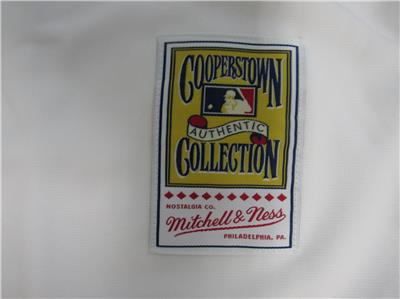 COOPERSTOWN
AUTHENTIC
COLLECTION
NOSTALGIA CO.
Mitchell & Ness
PHILADELPHIA, PA.